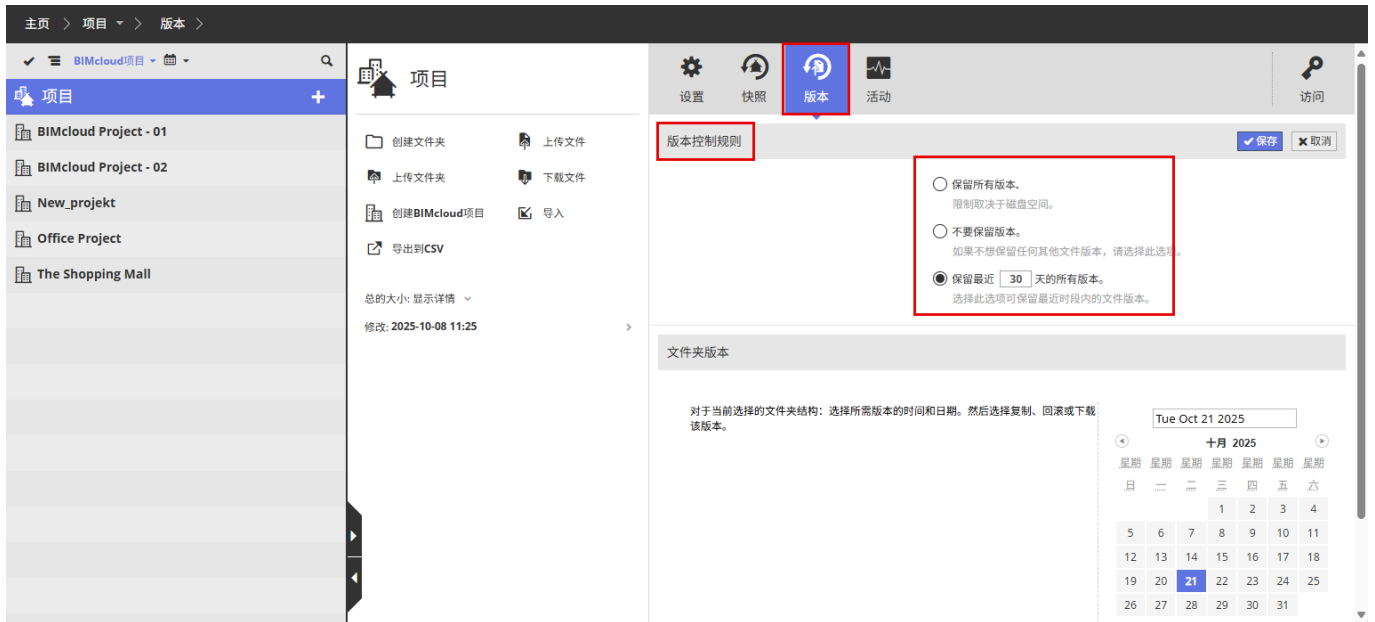 主页 > 项目 > 版本 >
BIMcloud项目
项目 +
BIMcloud Project - 01
BIMcloud Project - 02
New_projekt
Office Project
The Shopping Mall
项目
创建文件夹 上传文件
上传文件夹 下载文件
创建BIMcloud项目 导入
导出到CSV
总的大小: 显示详情
修改: 2025-10-08 11:25
设置 快照 版本 活动 访问
版本控制规则 保存 取消
保留所有版本.
限制取决于磁盘空间。
不要保留版本。
如果不想保留任何其他文件版本，请选择此选项。
保留最近 30 天的所有版本。
选择此选项可保留最近时段内的文件版本。
文件夹版本
对于当前选择的文件夹结构：选择所需版本的时间和日期。然后选择复制、回滚或下载
该版本。
Tue Oct 21 2025
十月 2025
星期 星期 星期 星期 星期 星期 星期
日 一 二 三 四 五 六
1 2 3 4
5 6 7 8 9 10 11
12 13 14 15 16 17 18
19 20 21 22 23 24 25
26 27 28 29 30 31